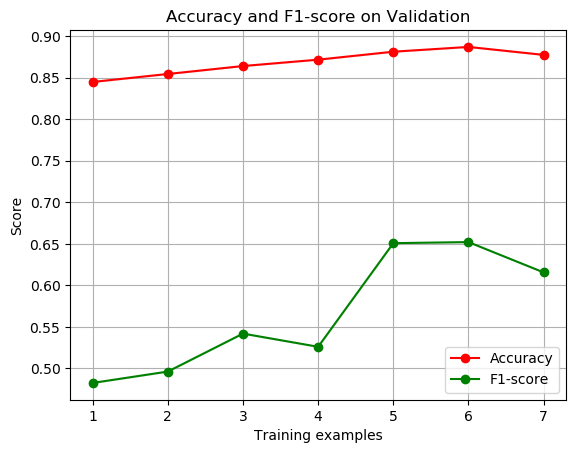 Accuracy and F1-score on Validation
0.90
0.85
0.80
0.75
0.70
0.65
0.60
0.55
0.50
Score
Accuracy
F1-score
1 2 3 4 5 6 7
Training examples